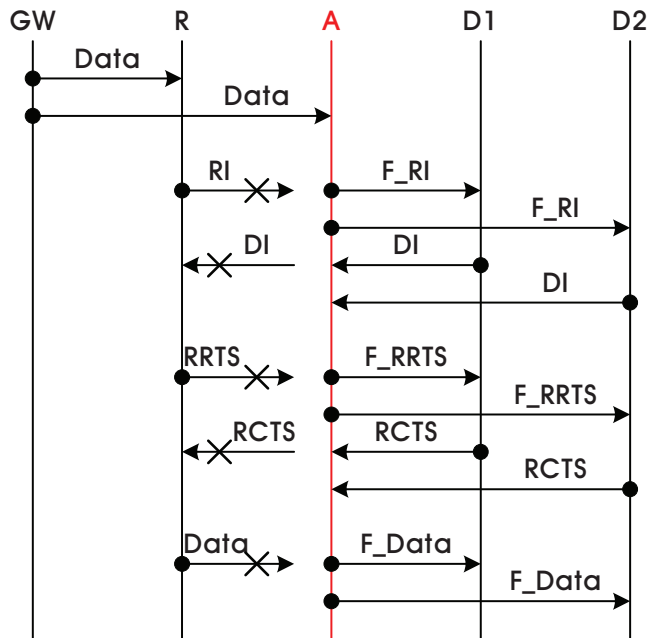 GW R A D1 D2
Data
Data
RI F_RI
F_RI
DI DI
DI
RRTS F_RRTS
F_RRTS
RCTS RCTS
RCTS
Data F_Data
F_Data